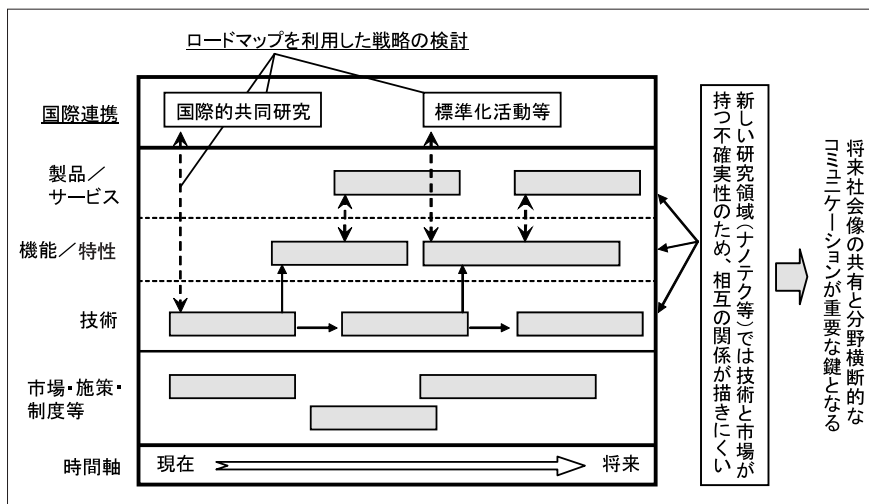 ロードマップを利用した戦略の検討
国際連携
国際的共同研究
標準化活動等
製品／
サービス
機能／特性
技術
市場・施策・
制度等
時間軸
現在
将来
新しい研究領域(ナノテク等)では技術と市場が
持つ不確実性のため、相互の関係が描きにくい
将来社会像の共有と分野横断的な
コミュニケーションが重要な鍵となる